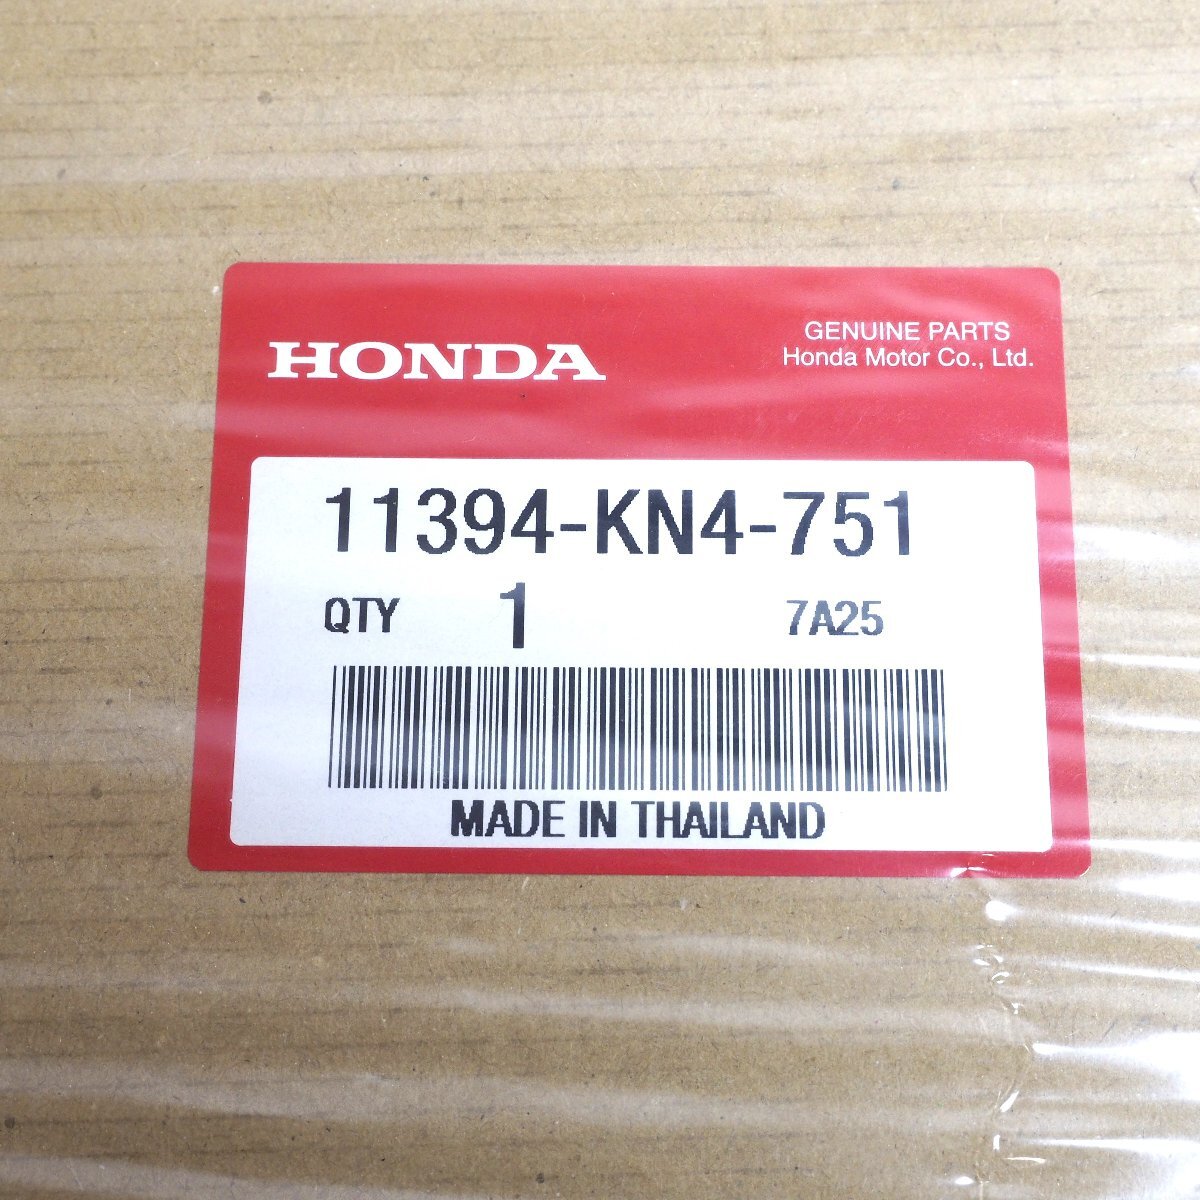 HONDA
GENUINE PARTS
Honda Motor Co., Ltd.
11394-KN4-751
QTY 1 7A25
MADE IN THAILAND